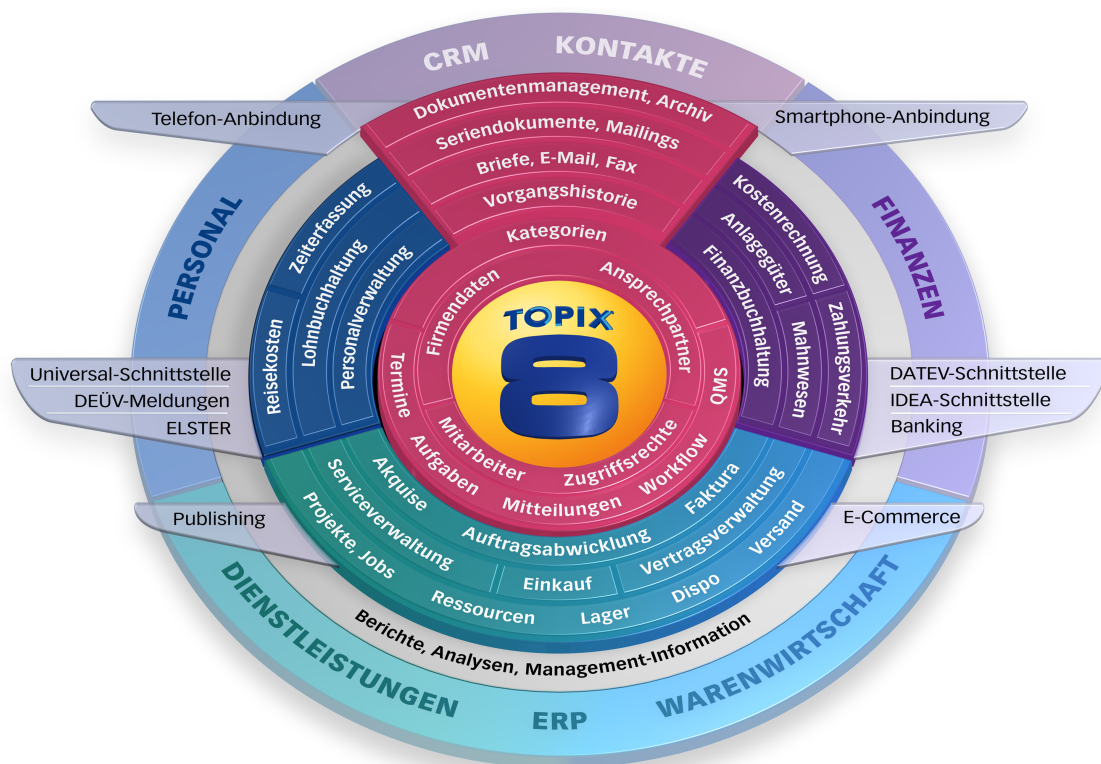 CRM KONTAKTE
Dokumentenmanagement, Archiv
Seriendokumente, Mailings
Briefe, E-Mail, Fax
Vorgangshistorie
Telefon-Anbindung
Smartphone-Anbindung
PERSONAL
Zeiterfassung
Reisekosten
Lohnbuchhaltung
Personalverwaltung
FINANZEN
Kostenrechnung
Anlagegüter
Finanzbuchhaltung
Zahlungsverkehr
Mahnwesen
Kategorien
Firmendaten
Ansprechpartner
TOPIX®
8
Termine
QMS
Mitarbeiter
Zugriffsrechte
Aufgaben
Mitteilungen
Workflow
Universal-Schnittstelle
DEÜV-Meldungen
ELSTER
DATEV-Schnittstelle
IDEA-Schnittstelle
Banking
Akquise
Auftragsabwicklung
Faktura
Serviceverwaltung
Einkauf
Vertragsverwaltung
Projekte, Jobs
Ressourcen
Lager
Dispo
Versand
Publishing
E-Commerce
Berichte, Analysen, Management-Information
DIENSTLEISTUNGEN
ERP
WARENWIRTSCHAFT